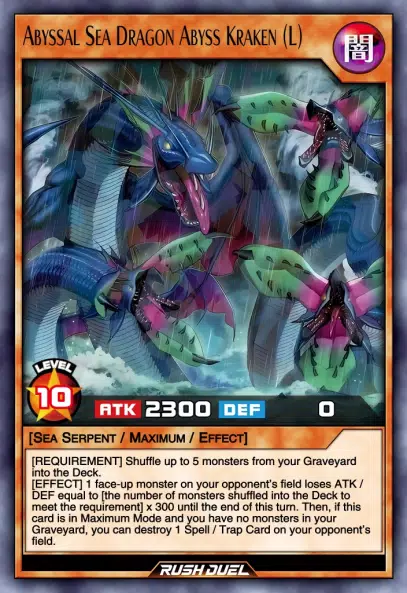 Abyssal Sea Dragon Abyss Kraken (L)
闇
LEVEL
10
ATK 2300 DEF 0
[Sea Serpent / Maximum / Effect]
[REQUIREMENT] Shuffle up to 5 monsters from your Graveyard
into the Deck.
[EFFECT] 1 face-up monster on your opponent's field loses ATK /
DEF equal to [the number of monsters shuffled into the Deck to
meet the requirement] x 300 until the end of this turn. Then, if this
card is in Maximum Mode and you have no monsters in your
Graveyard, you can destroy 1 Spell / Trap Card on your opponent's
field.
RUSH DUEL